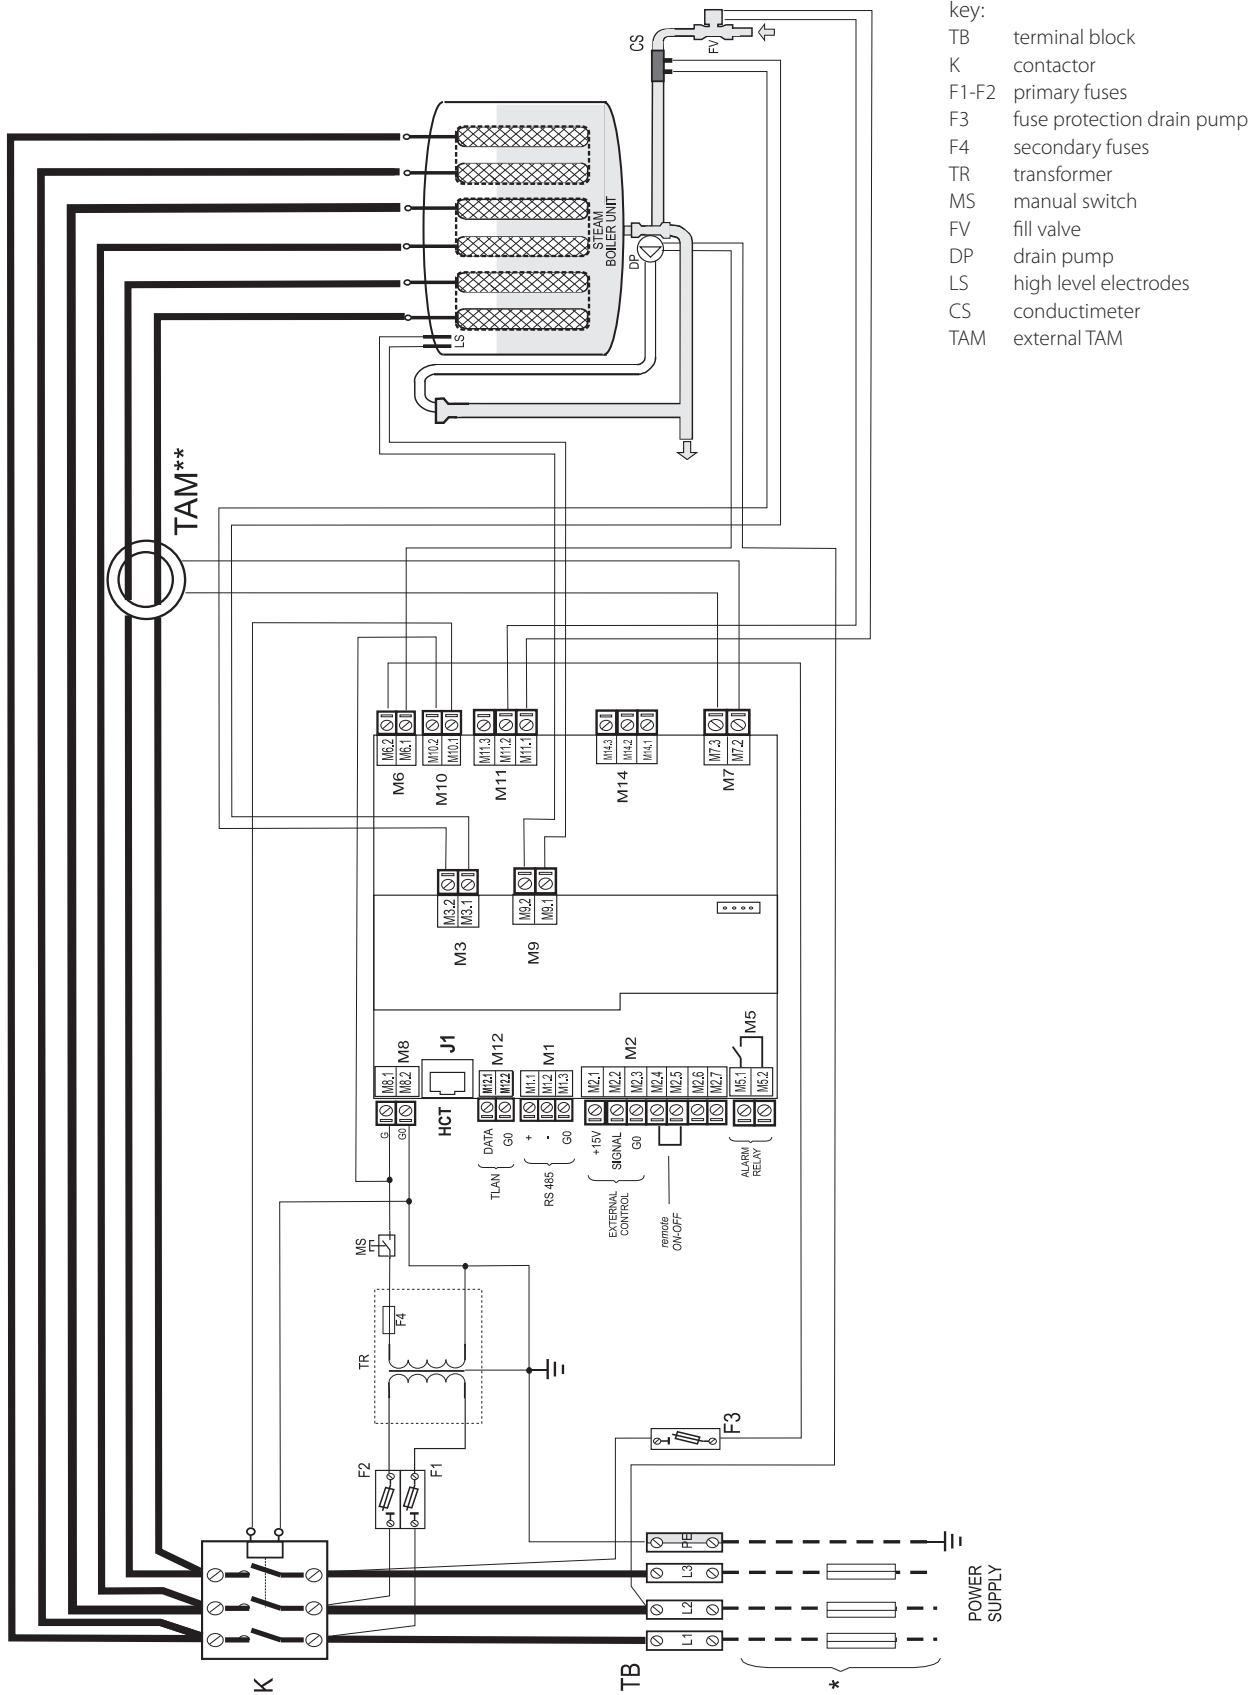 key:
TB terminal block
K contactor
F1-F2 primary fuses
F3 fuse protection drain pump
F4 secondary fuses
TR transformer
MS manual switch
FV fill valve
DP drain pump
LS high level electrodes
CS conductimeter
TAM external TAM
CS
FV
STEAM
BOILER UNIT
DP
LS
TAM**
M6.2
M6.1
M10.2
M10.1
M11.3
M11.2
M11.1
M14.3
M14.2
M14.1
M7.3
M7.2
M6
M10
M11
M14
M7
M3.2
M3.1
M9.2
M9.1
M3
M9
M8
J1
M12
M1
M2
M5
M8.1
M8.2
M12.1
M12.2
M1.1
M1.2
M1.3
M2.1
M2.2
M2.3
M2.4
M2.5
M2.6
M2.7
M5.1
M5.2
G
G0
HCT
DATA
G0
TLAN
+
-
G0
RS 485
+15V
SIGNAL
G0
EXTERNAL
CONTROL
remote
ON-OFF
ALARM
RELAY
MS
F4
TR
F2
F1
F3
PE
L3
L2
L1
POWER
SUPPLY
K
TB
*